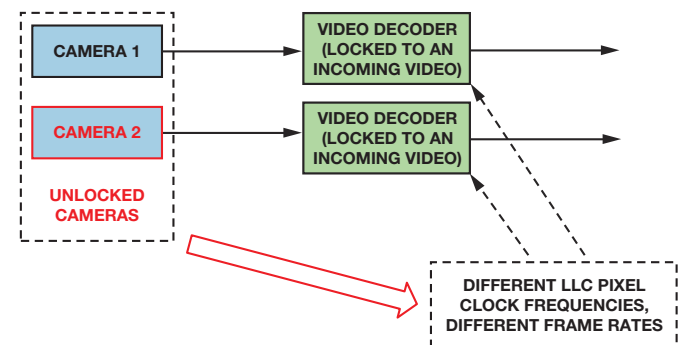 CAMERA 1
VIDEO DECODER
(LOCKED TO AN
INCOMING VIDEO)
CAMERA 2
VIDEO DECODER
(LOCKED TO AN
INCOMING VIDEO)
UNLOCKED
CAMERAS
DIFFERENT LLC PIXEL
CLOCK FREQUENCIES,
DIFFERENT FRAME RATES